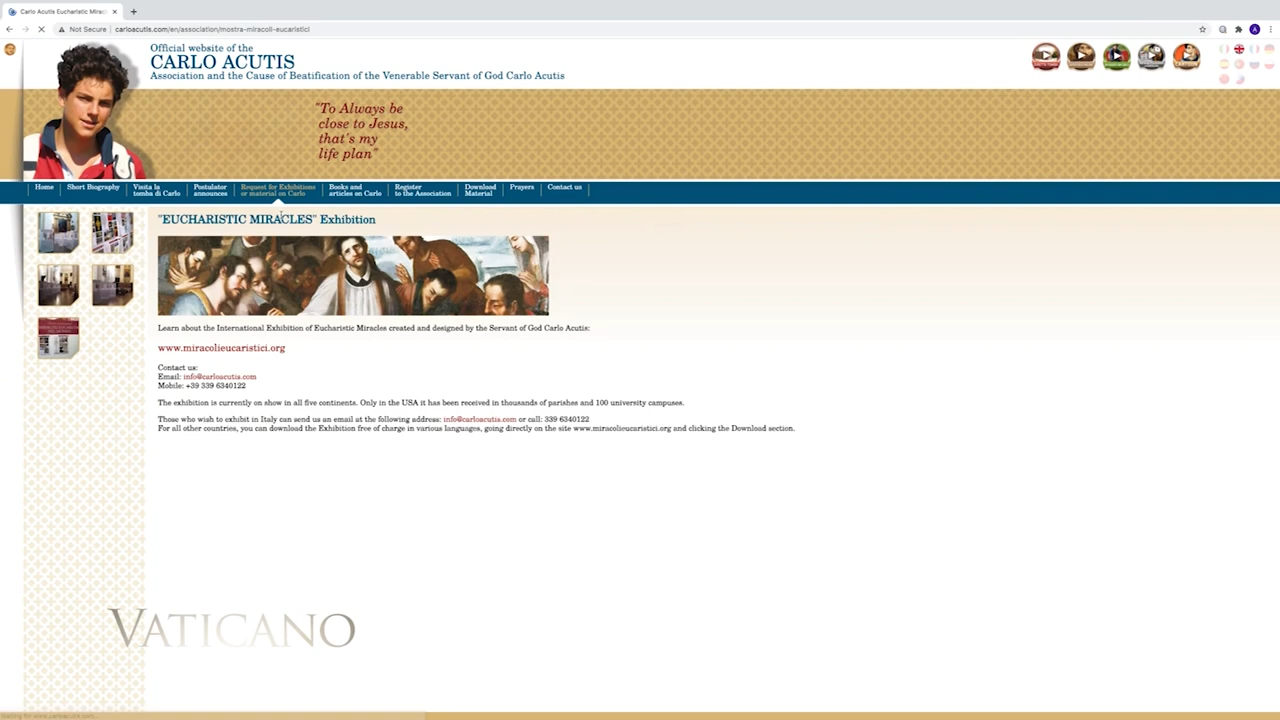 Carlo Acutis Eucharistic Mirac
Not Secure
carloacutis.com/en/association/mostra-miracoli-eucaristici
A
Official website of the
CARLO ACUTIS
Association and the Cause of Beatification of the Venerable Servant of God Carlo Acutis
"To Always be
close to Jesus,
that's my
life plan"
Home
Short Biography
Visita la
tomba di Carlo
Postulator
announces
Request for Exhibitions
or material on Carlo
Books and
articles on Carlo
Register
to the Association
Download
Material
Prayers
Contact us
"EUCHARISTIC MIRACLES" Exhibition
Learn about the International Exhibition of Eucharistic Miracles created and designed by the Servant of God Carlo Acutis:
www.miracolieucaristici.org
Contact us:
Email: info@carloacutis.com
Mobile: +39 339 6340122
The exhibition is currently on show in all five continents. Only in the USA it has been received in thousands of parishes and 100 university campuses.
Those who wish to exhibit in Italy can send us an email at the following address: info@carloacutis.com or call: 339 6340122
For all other countries, you can download the Exhibition free of charge in various languages, going directly on the site www.miracolieucaristici.org and clicking the Download section.
VATICANO
Waiting for www.carloacutis.com...